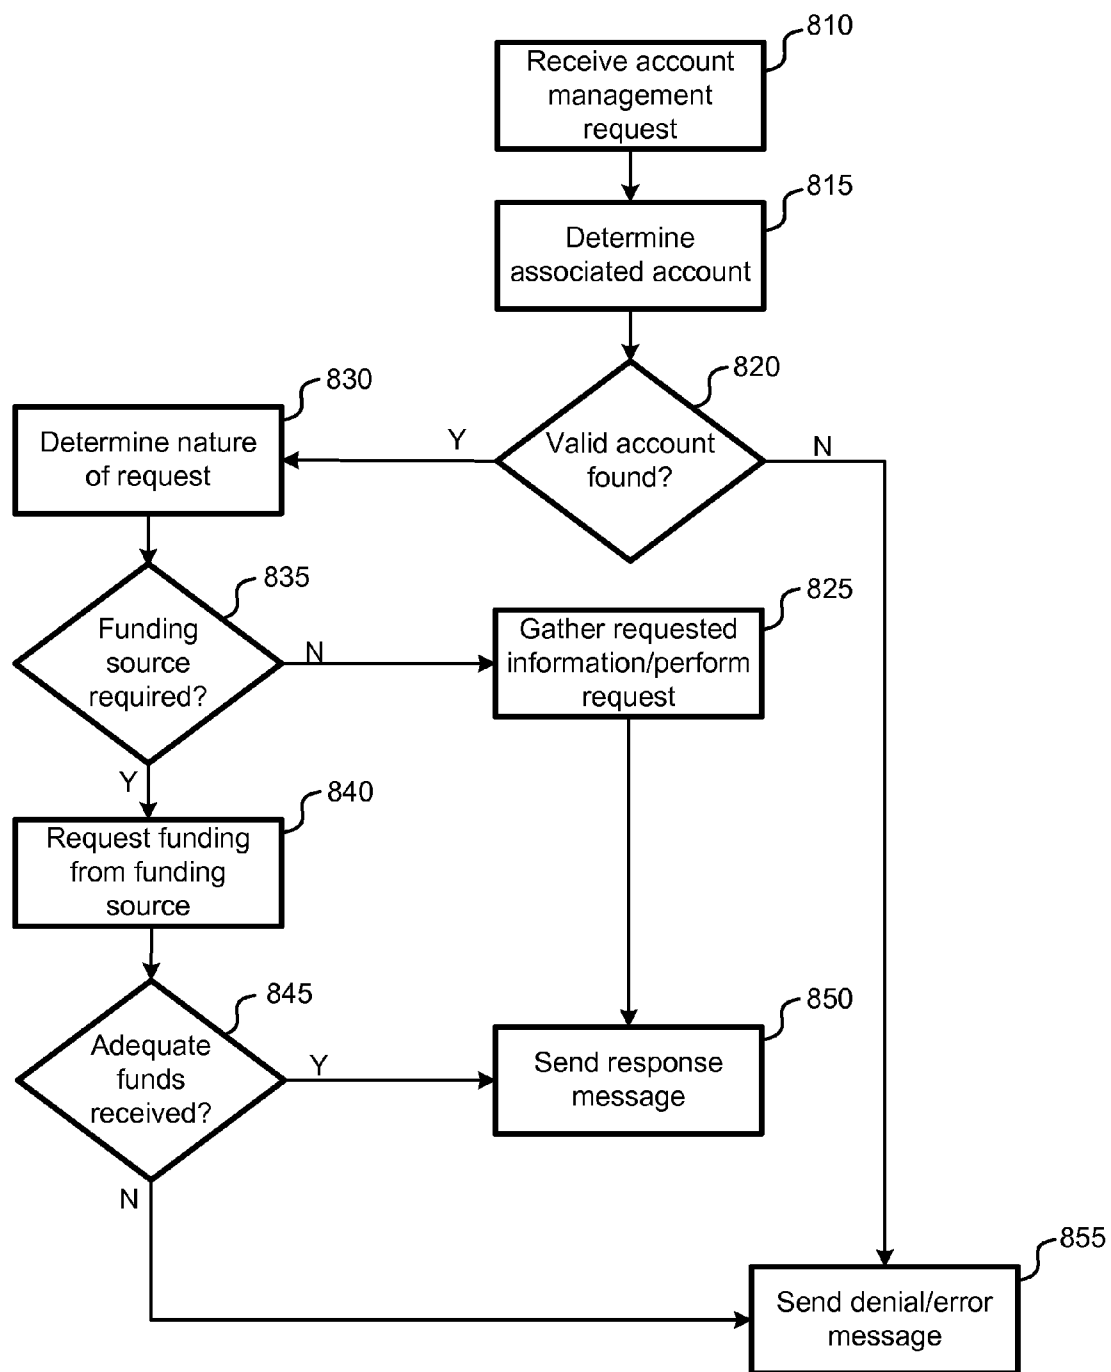 810
Receive account
management
request
815
Determine
associated account
820
Valid account
found?
Y
N
830
Determine nature
of request
835
Funding
source
required?
N
Y
825
Gather requested
information/perform
request
840
Request funding
from funding
source
845
Adequate
funds
received?
Y
N
850
Send response
message
855
Send denial/error
message